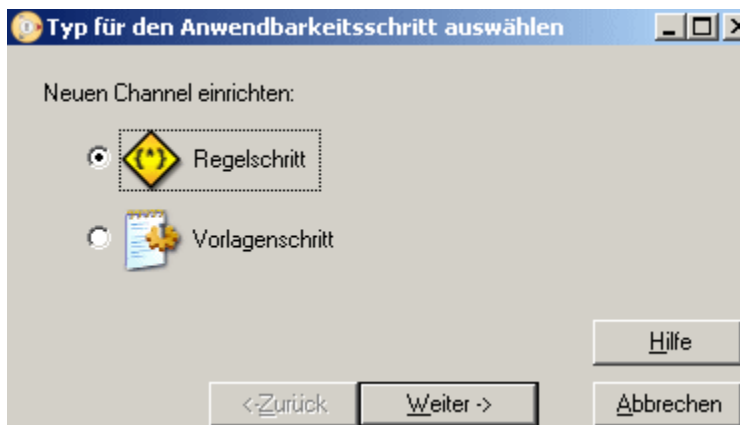 Typ für den Anwendbarkeitsschritt auswählen
Neuen Channel einrichten:
{*} Regelschritt
Vorlagenschritt
Hilfe
<-Zurück Weiter -> Abbrechen